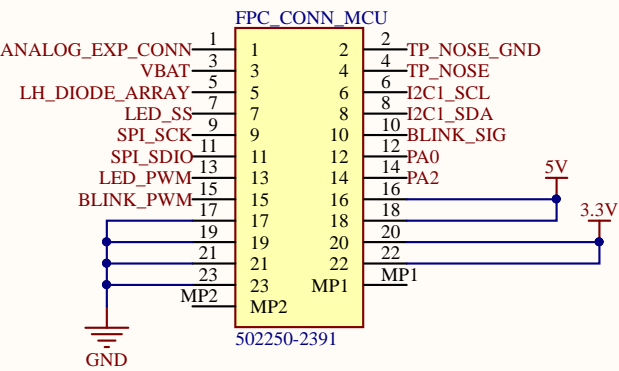 FPC_CONN_MCU
ANALOG_EXP_CONN 1 1 2 2 TP_NOSE_GND
VBAT 3 3 4 4 TP_NOSE
LH_DIODE_ARRAY 5 5 6 6 I2C1_SCL
LED_SS 7 7 8 8 I2C1_SDA
SPI_SCK 9 9 10 10 BLINK_SIG
SPI_SDIO 11 11 12 12 PA0
LED_PWM 13 13 14 14 PA2
5V
BLINK_PWM 15 15 16 16
17 17 18 18
3.3V
19 19 20 20
21 21 22 22
23 23 MP1 MP1
MP2 MP2
502250-2391
GND